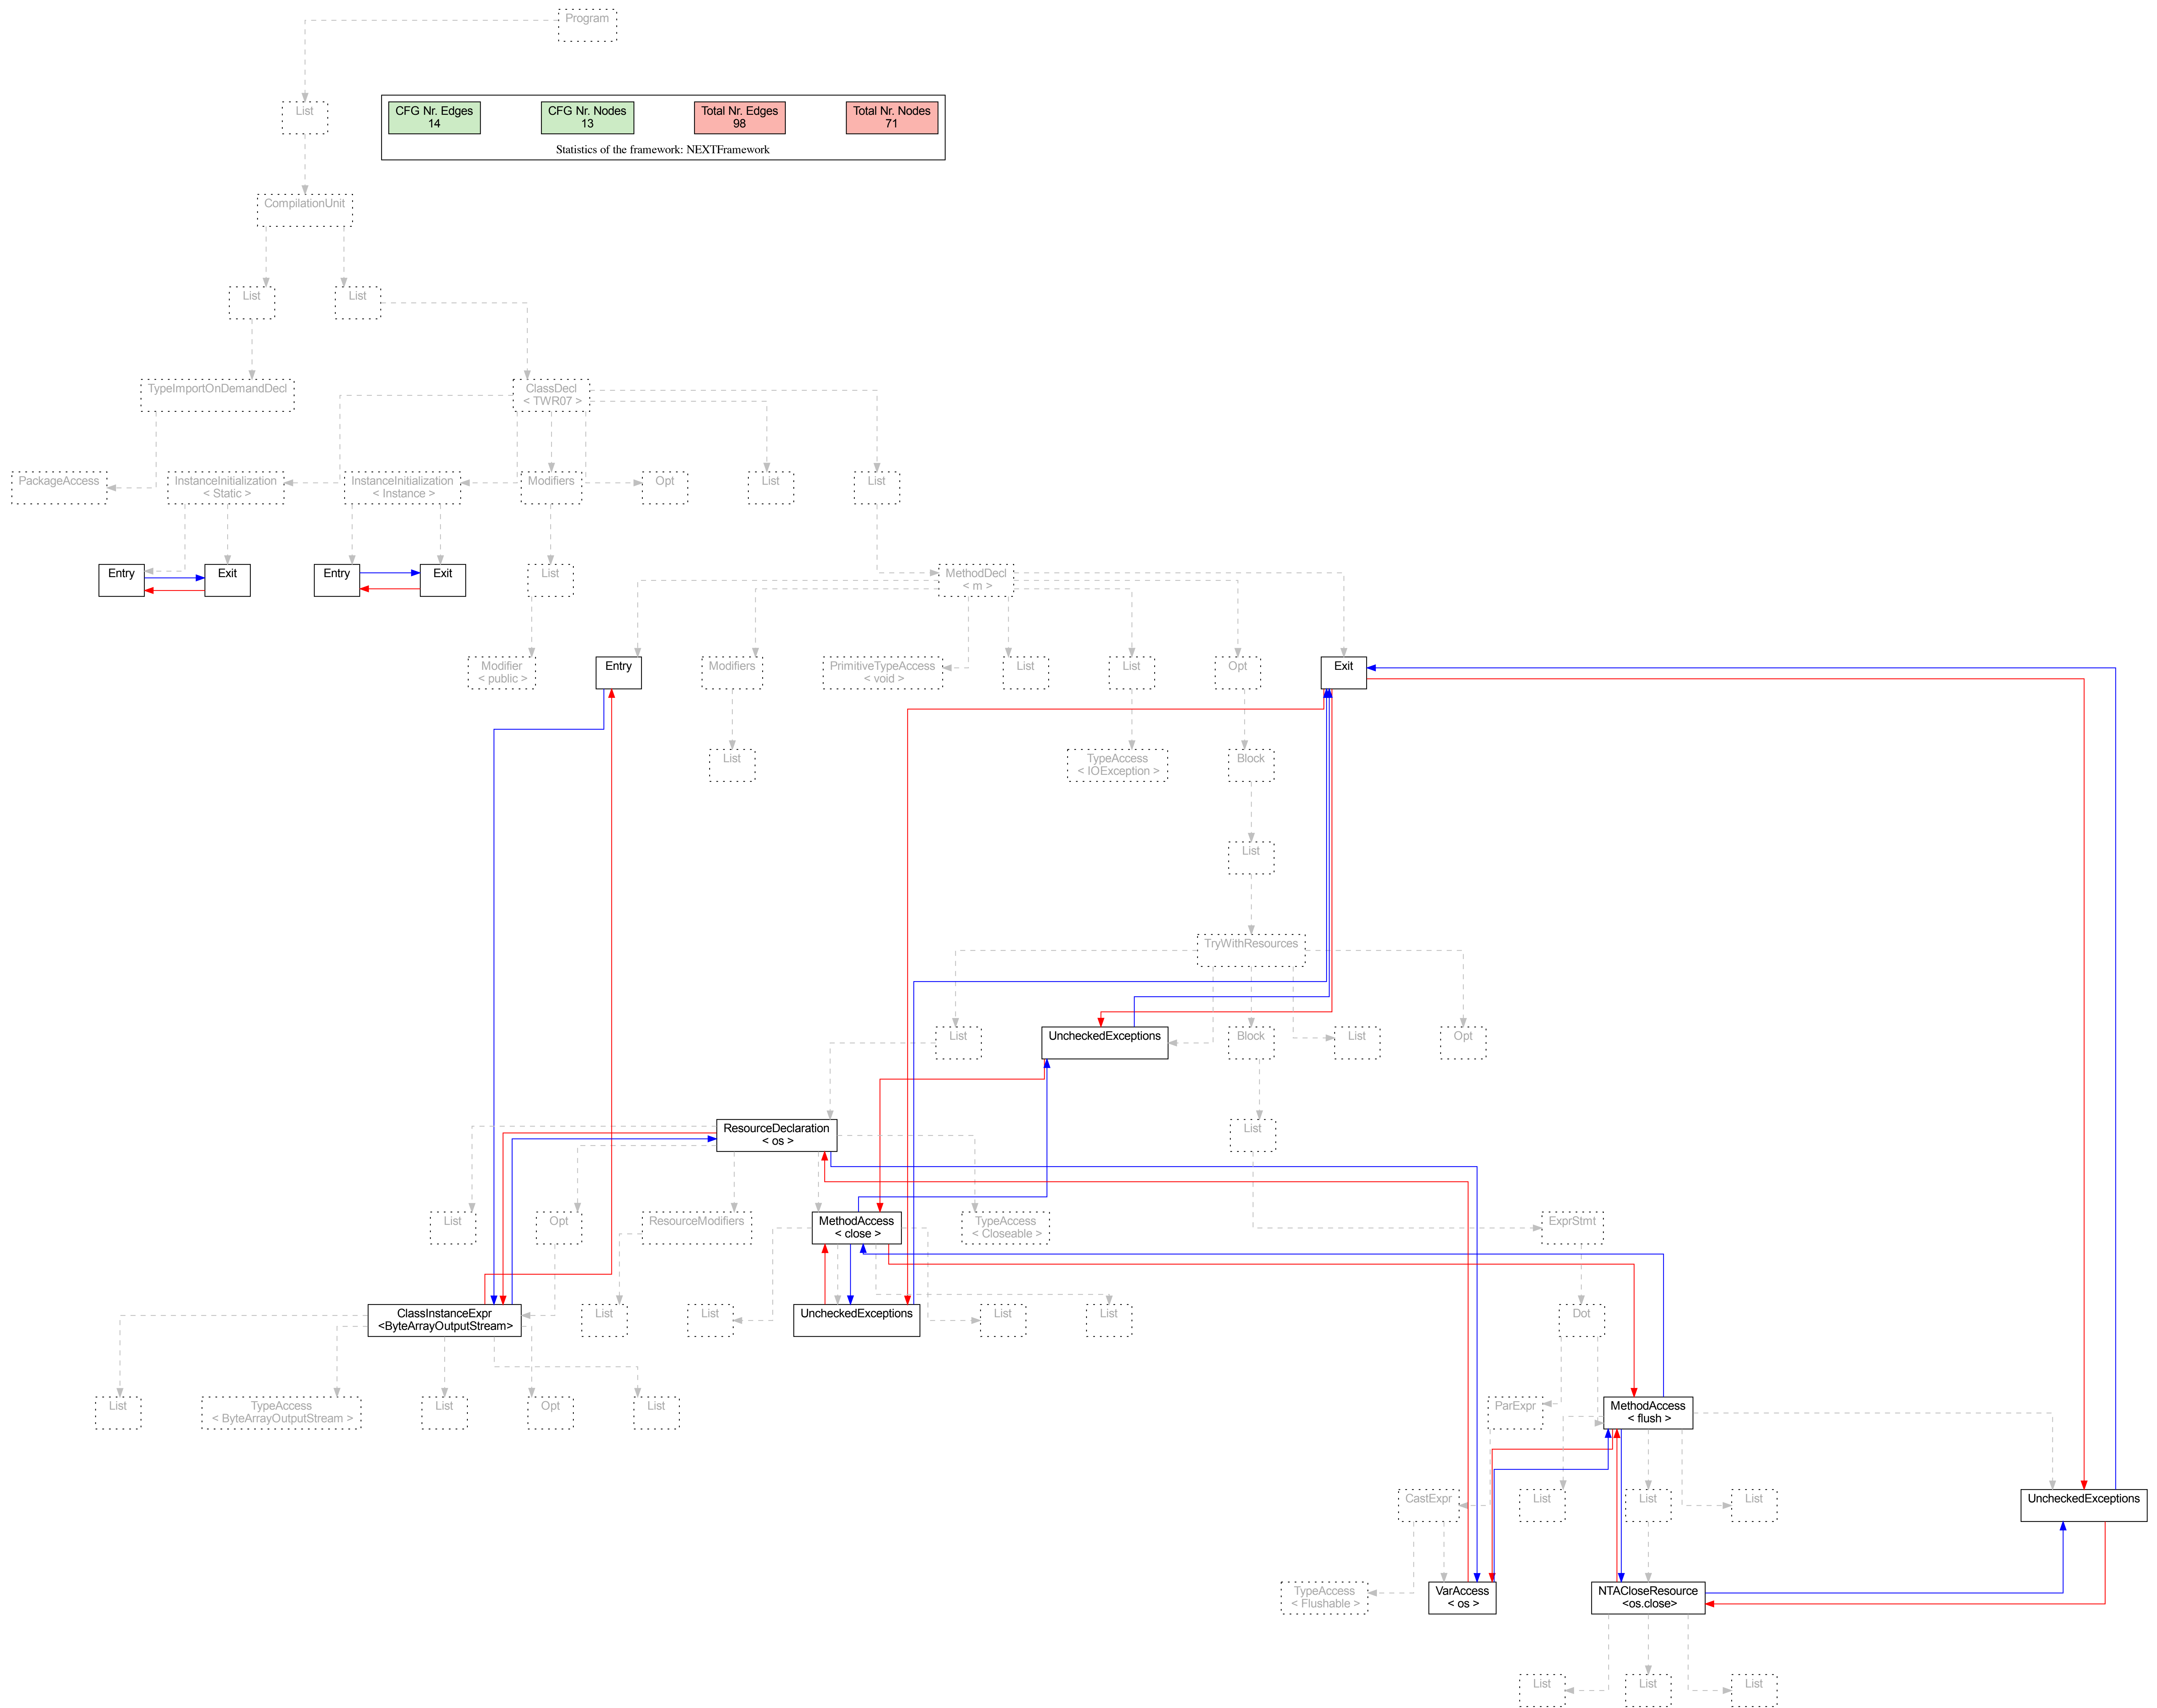 Program
List
CFG Nr. Edges
14
CFG Nr. Nodes
13
Total Nr. Edges
98
Total Nr. Nodes
71
Statistics of the framework: NEXTFramework
CompilationUnit
List
List
TypeImportOnDemandDecl
ClassDecl
< TWR07 >
PackageAccess
InstanceInitialization
< Static >
InstanceInitialization
< Instance >
Modifiers
Opt
List
List
Entry
Exit
Entry
Exit
List
MethodDecl
< m >
Modifier
< public >
Entry
Modifiers
PrimitiveTypeAccess
< void >
List
List
Opt
Exit
List
TypeAccess
< IOException >
Block
List
TryWithResources
List
UncheckedExceptions
Block
List
Opt
ResourceDeclaration
< os >
List
List
Opt
ResourceModifiers
MethodAccess
< close >
TypeAccess
< Closeable >
ExprStmt
ClassInstanceExpr
<ByteArrayOutputStream>
List
List
UncheckedExceptions
List
List
Dot
List
TypeAccess
< ByteArrayOutputStream >
List
Opt
List
ParExpr
MethodAccess
< flush >
CastExpr
List
List
List
UncheckedExceptions
TypeAccess
< Flushable >
VarAccess
< os >
NTACloseResource
<os.close>
List
List
List